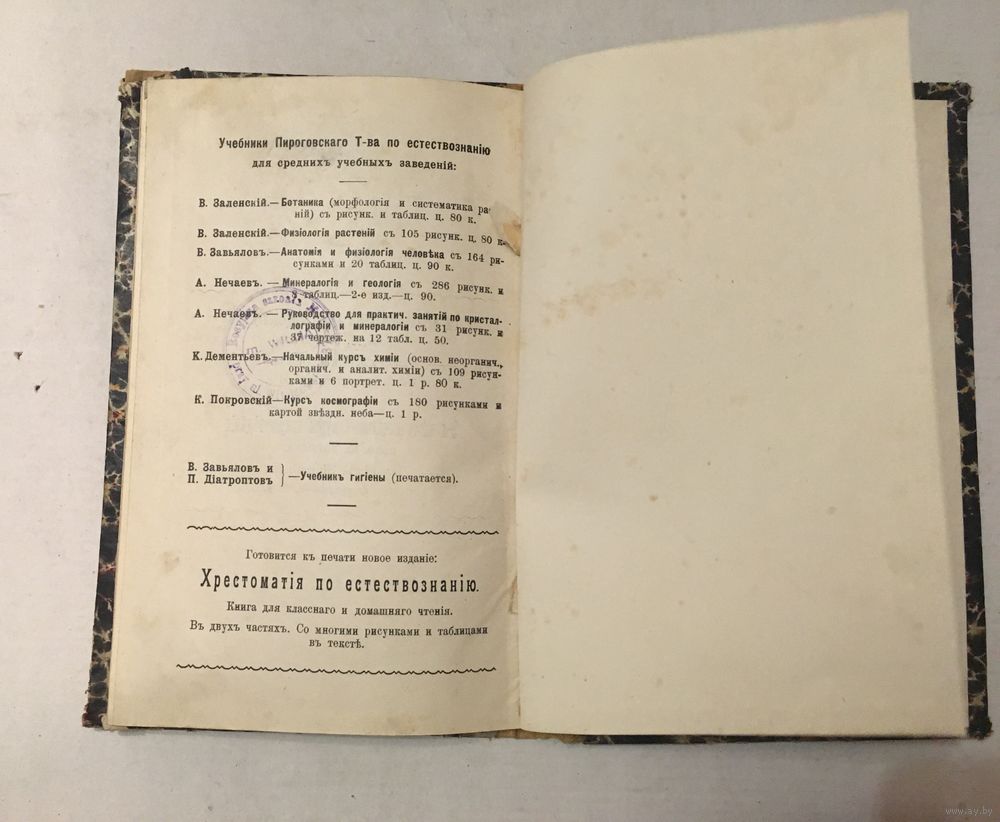 Учебники Пироговскаго Т-ва по естествознанію
для среднихъ учебныхъ заведеній:
В. Заленскій.—Ботаника (морфологія и систематика
ній) съ рисунк. и таблиц. ц. 80 к.
В. Заленскій.—Физіологія растеній съ 105 рисунк. ц. 80 к.
В. Завьяловъ.—Анатомія и физіологія человѣка съ 164 ри-
сунками и 20 таблиц. ц. 90 к.
А. Нечаевъ. — Минералогія и геологія съ 286 рисунк. и
таблиц.—2-е изд.—ц. 90.
А. Нечаевъ. — Руководство для практич. занятій по кристал-
лографіи и минералогіи съ 31 рисунк. и
37 чертеж. на 12 табл. ц. 50.
К. Дементьевъ.—Начальный курсъ химіи (основ. неорганич.,
органич. и аналит. химіи) съ 109 рисун-
ками и 6 портрет. ц. 1 р. 80 к.
К. Покровскій—Курсъ космографіи съ 180 рисунками и
картой звѣздн. неба—ц. 1 р.
В. Завьяловъ и
П. Діатроптовъ } —Учебникъ гигіены (печатается).
Готовится къ печати новое изданіе:
Хрестоматія по естествознанію.
Книга для класснаго и домашняго чтенія.
Въ двухъ частяхъ. Со многими рисунками и таблицами
въ текстѣ.
www.ay.by